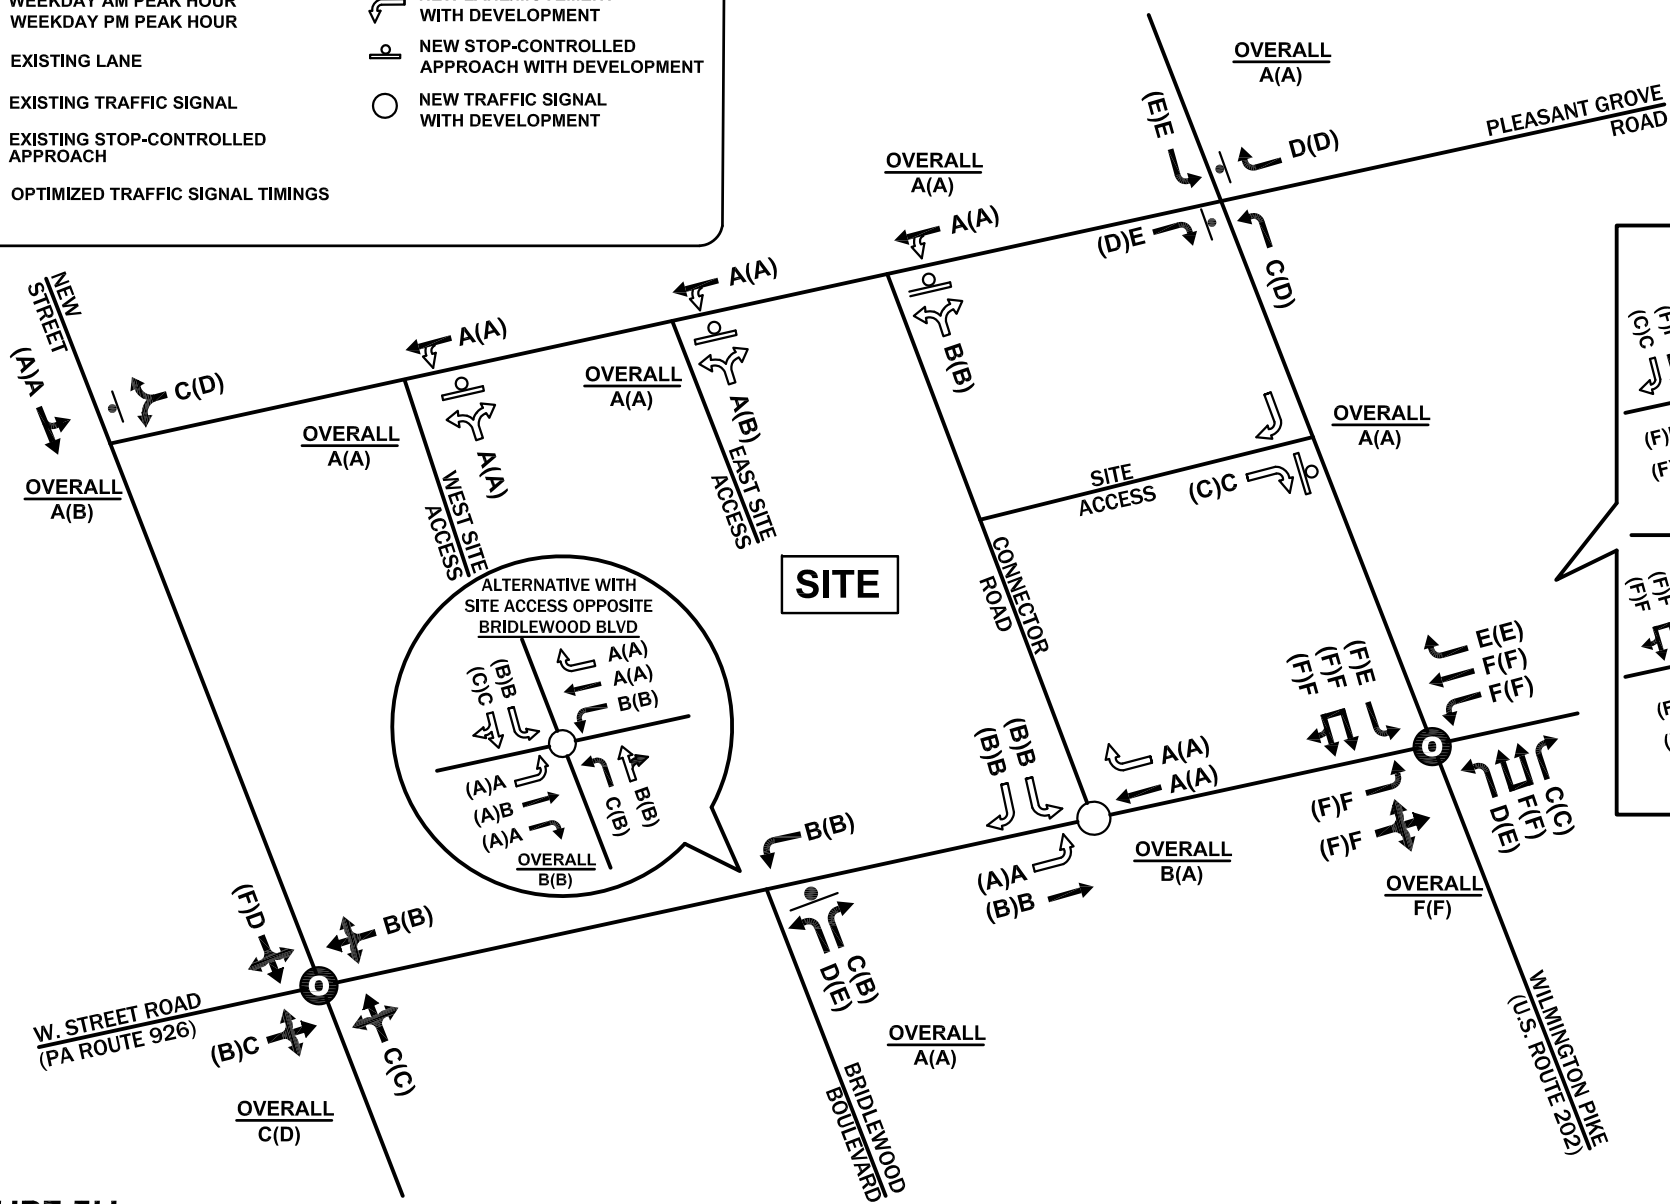 WEEKDAY AM PEAK HOUR
WEEKDAY PM PEAK HOUR
EXISTING LANE
EXISTING TRAFFIC SIGNAL
EXISTING STOP-CONTROLLED
APPROACH
OPTIMIZED TRAFFIC SIGNAL TIMINGS
WITH DEVELOPMENT
NEW STOP-CONTROLLED
APPROACH WITH DEVELOPMENT
NEW TRAFFIC SIGNAL
WITH DEVELOPMENT
OVERALL
A(A)
(E)E
D(D)
PLEASANT GROVE
ROAD
OVERALL
A(A)
A(A)
(D)E
C(D)
A(A)
A(A)
NEW
STREET
(A)A
C(D)
OVERALL
A(B)
OVERALL
A(A)
A(A)
WEST SITE
ACCESS
OVERALL
A(A)
A(B)
EAST SITE
ACCESS
B(B)
OVERALL
A(A)
SITE
ACCESS
(C)C
CONNECTOR
ROAD
SITE
ALTERNATIVE WITH
SITE ACCESS OPPOSITE
BRIDLEWOOD BLVD
(C)C
(B)B
A(A)
A(A)
B(B)
(A)A
(A)B
(A)A
C(B)
B(B)
OVERALL
B(B)
(B)B
(B)B
A(A)
A(A)
(A)A
(B)B
OVERALL
B(A)
(F)F
(F)F
(F)E
E(E)
F(F)
F(F)
(F)F
(F)F
D(E)
F(F)
C(C)
OVERALL
F(F)
B(B)
D(E)
C(B)
OVERALL
A(A)
BRIDLEWOOD
BOULEVARD
WILMINGTON PIKE
(U.S. ROUTE 202)
(F)D
B(B)
W. STREET ROAD
(PA ROUTE 926)
(B)C
C(C)
OVERALL
C(D)
(C)C
(F)F